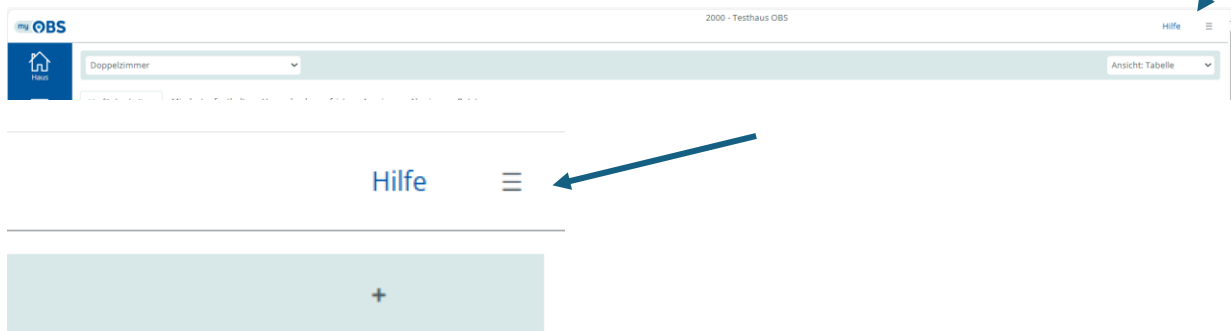 my OBS
2000 - Testhaus OBS
Hilfe
Haus
Doppelzimmer
Ansicht: Tabelle
Hilfe
+